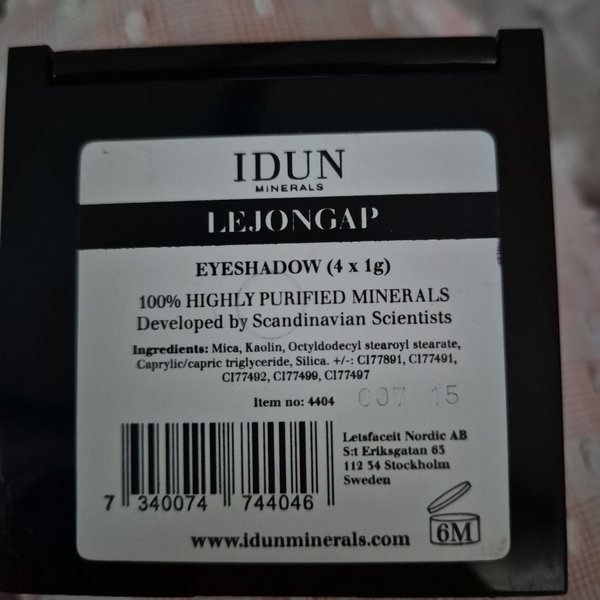 IDUN
MINERALS
LEJONGAP
EYESHADOW (4 x 1g)
100% HIGHLY PURIFIED MINERALS
Developed by Scandinavian Scientists
Ingredients: Mica, Kaolin, Octyldodecyl stearoyl stearate,
Caprylic/capric triglyceride, Silica. +/-: CI77891, CI77491,
CI77492, CI77499, CI77497
Item no: 4404 007 15
Letsfaceit Nordic AB
S:t Eriksgatan 63
112 34 Stockholm
Sweden
7 340074 744046
www.idunminerals.com
6M